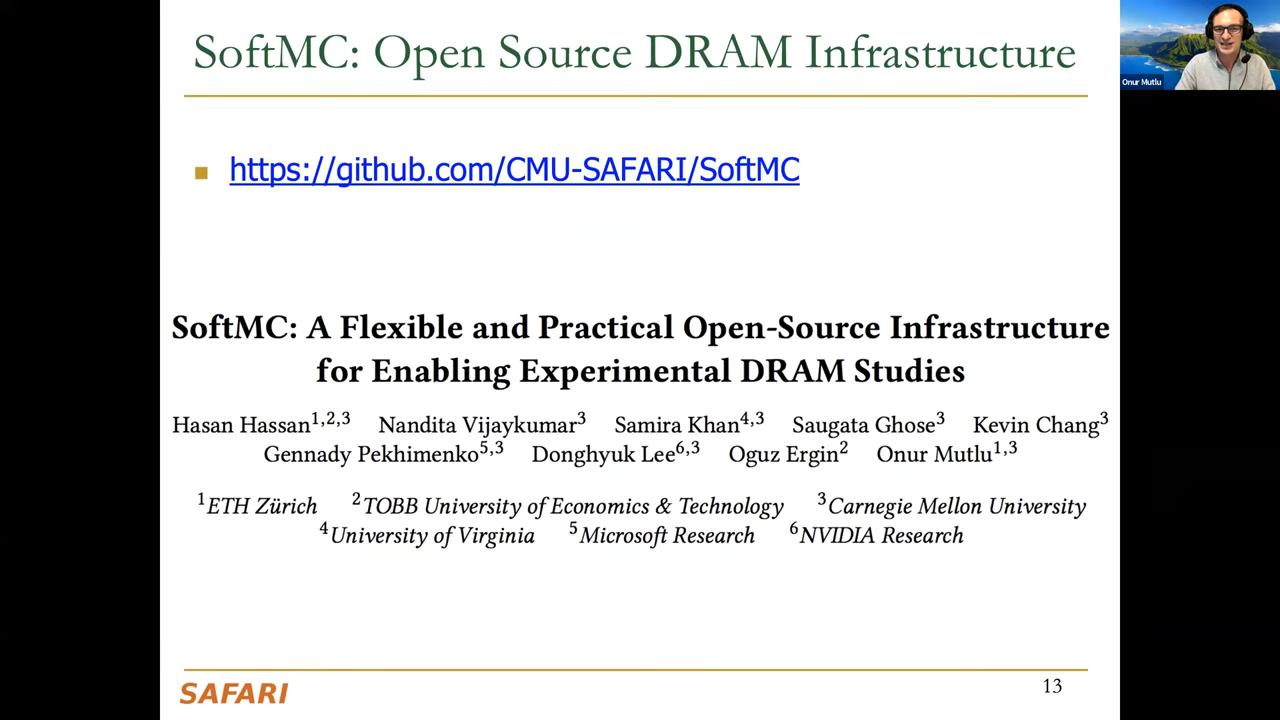 SoftMC: Open Source DRAM Infrastructure
Onur Mutlu
https://github.com/CMU-SAFARI/SoftMC
SoftMC: A Flexible and Practical Open-Source Infrastructure
for Enabling Experimental DRAM Studies
Hasan Hassan1,2,3 Nandita Vijaykumar3 Samira Khan4,3 Saugata Ghose3 Kevin Chang3
Gennady Pekhimenko5,3 Donghyuk Lee6,3 Oguz Ergin2 Onur Mutlu1,3
1ETH Zürich 2TOBB University of Economics & Technology 3Carnegie Mellon University
4University of Virginia 5Microsoft Research 6NVIDIA Research
SAFARI
13